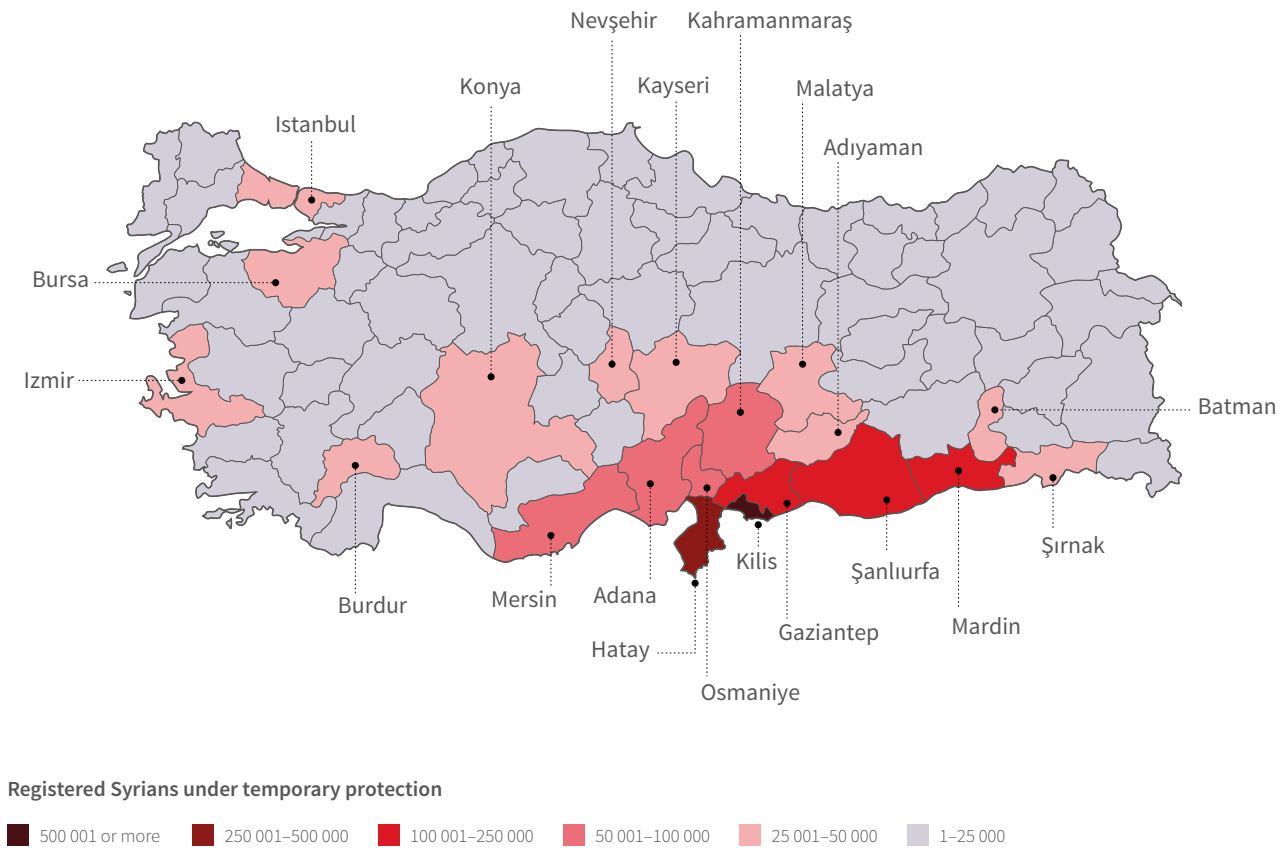 Nevşehir
Kahramanmaraş
Konya
Kayseri
Malatya
Istanbul
Adıyaman
Bursa
Izmir
Batman
Şırnak
Kilis
Şanlıurfa
Burdur
Mersin
Adana
Gaziantep
Mardin
Hatay
Osmaniye
Registered Syrians under temporary protection
500 001 or more
250 001–500 000
100 001–250 000
50 001–100 000
25 001–50 000
1–25 000